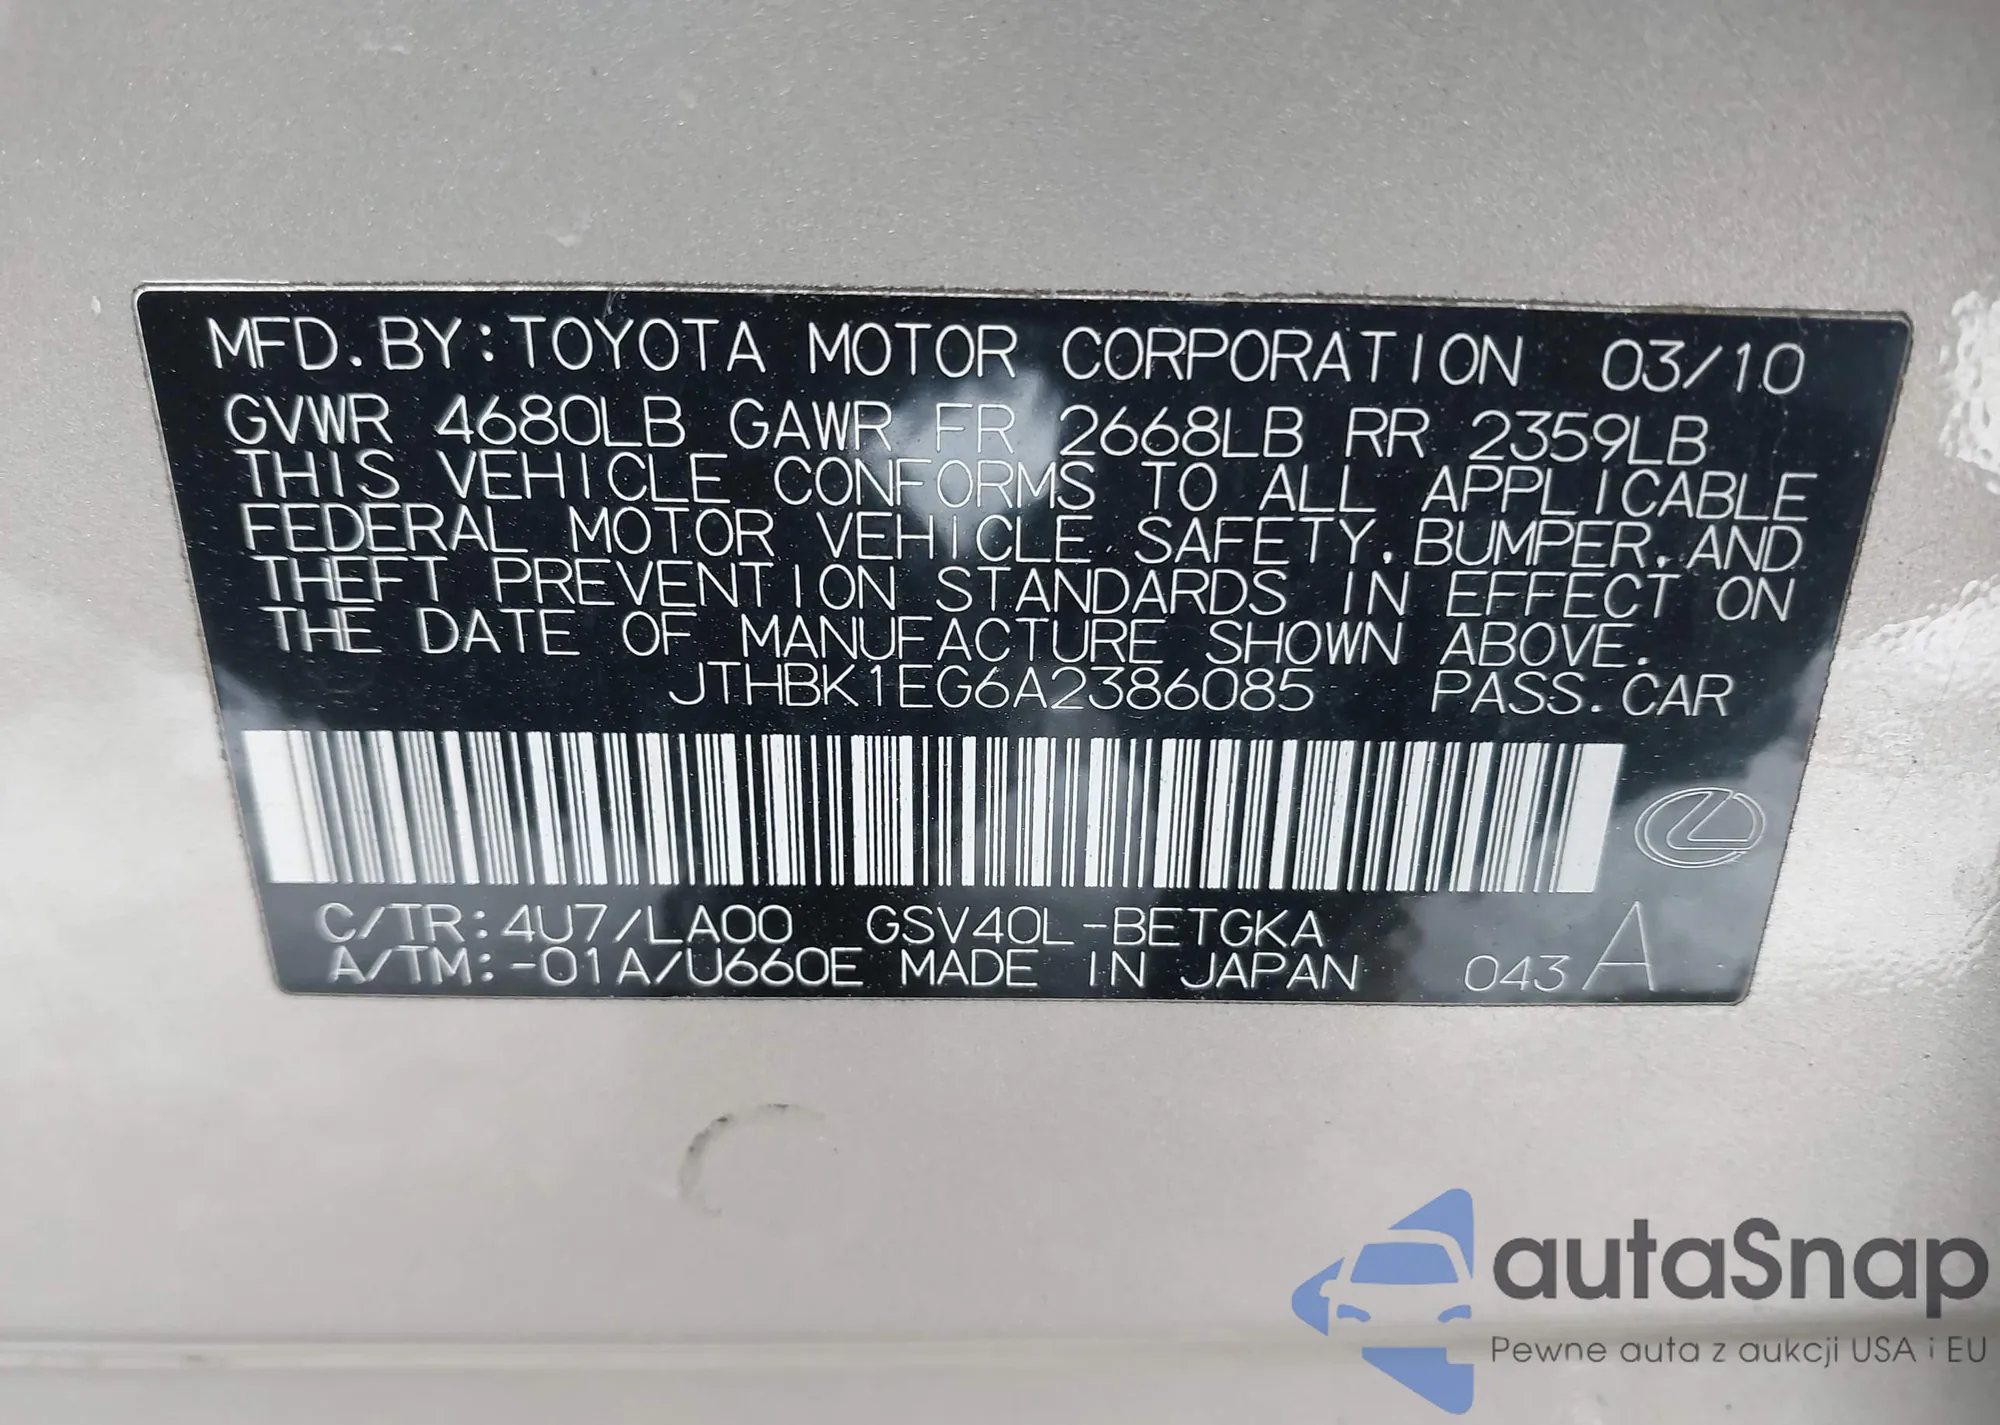 MFD. BY: TOYOTA MOTOR CORPORATION 03/10
GVWR 4680LB GAWR FR 2668LB RR 2359LB
THIS VEHICLE CONFORMS TO ALL APPLICABLE
FEDERAL MOTOR VEHICLE SAFETY, BUMPER, AND
THEFT PREVENTION STANDARDS IN EFFECT ON
THE DATE OF MANUFACTURE SHOWN ABOVE.
JTHBK1EG6A2386085 PASS. CAR
C/TR: 4U7/LA00 GSV40L-BETGKA
A/TM: -01A/U660E MADE IN JAPAN 043 A
autaSnap
Pewne auta z aukcji USA i EU